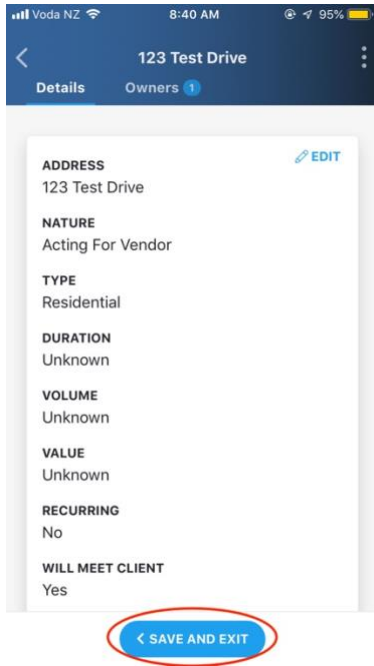 Voda NZ 8:40 AM 95%
123 Test Drive
Details Owners 1
EDIT
ADDRESS
123 Test Drive
NATURE
Acting For Vendor
TYPE
Residential
DURATION
Unknown
VOLUME
Unknown
VALUE
Unknown
RECURRING
No
WILL MEET CLIENT
Yes
SAVE AND EXIT